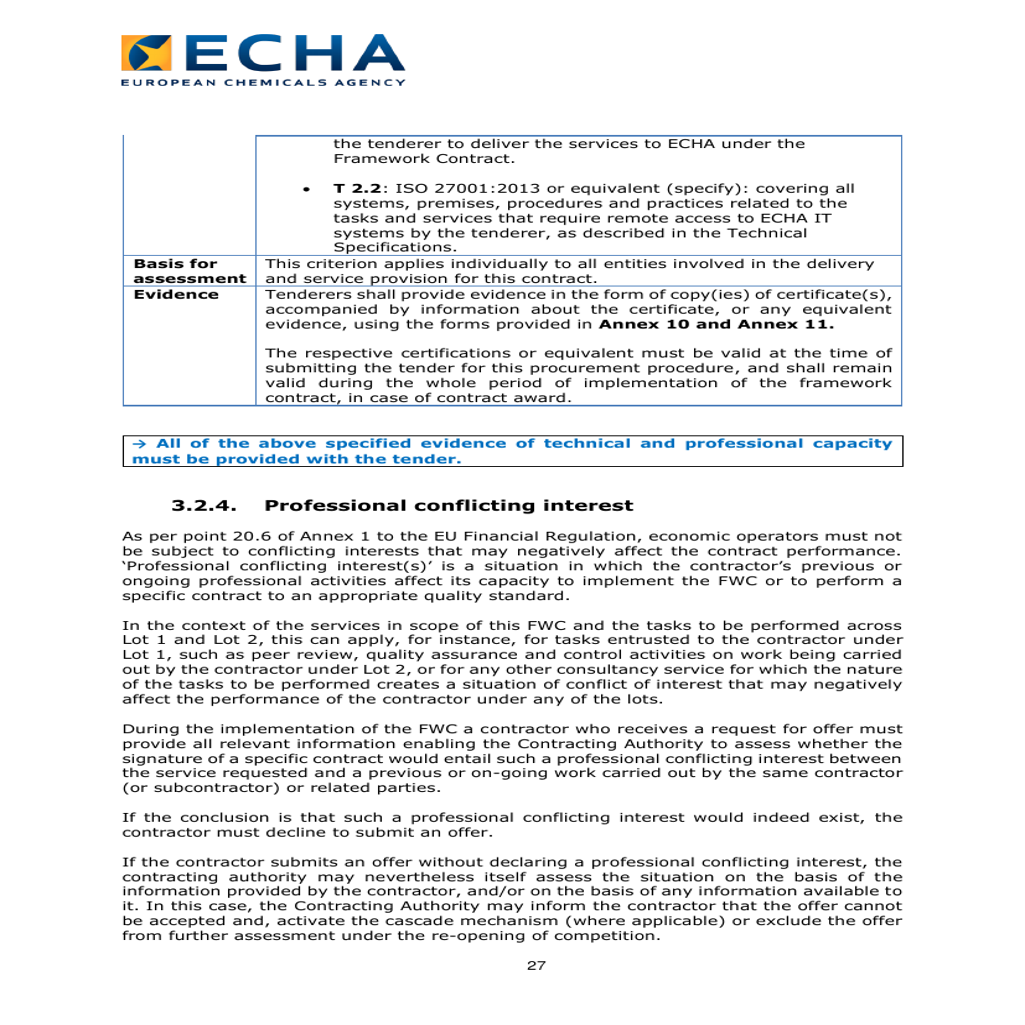 ECHA
EUROPEAN CHEMICALS AGENCY
the tenderer to deliver the services to ECHA under the
Framework Contract.
• T 2.2: ISO 27001:2013 or equivalent (specify): covering all
systems, premises, procedures and practices related to the
tasks and services that require remote access to ECHA IT
systems by the tenderer, as described in the Technical
Specifications.
Basis for
assessment
This criterion applies individually to all entities involved in the delivery
and service provision for this contract.
Evidence
Tenderers shall provide evidence in the form of copy(ies) of certificate(s),
accompanied by information about the certificate, or any equivalent
evidence, using the forms provided in Annex 10 and Annex 11.
The respective certifications or equivalent must be valid at the time of
submitting the tender for this procurement procedure, and shall remain
valid during the whole period of implementation of the framework
contract, in case of contract award.
→ All of the above specified evidence of technical and professional capacity
must be provided with the tender.
3.2.4. Professional conflicting interest
As per point 20.6 of Annex 1 to the EU Financial Regulation, economic operators must not
be subject to conflicting interests that may negatively affect the contract performance.
‘Professional conflicting interest(s)’ is a situation in which the contractor’s previous or
ongoing professional activities affect its capacity to implement the FWC or to perform a
specific contract to an appropriate quality standard.
In the context of the services in scope of this FWC and the tasks to be performed across
Lot 1 and Lot 2, this can apply, for instance, for tasks entrusted to the contractor under
Lot 1, such as peer review, quality assurance and control activities on work being carried
out by the contractor under Lot 2, or for any other consultancy service for which the nature
of the tasks to be performed creates a situation of conflict of interest that may negatively
affect the performance of the contractor under any of the lots.
During the implementation of the FWC a contractor who receives a request for offer must
provide all relevant information enabling the Contracting Authority to assess whether the
signature of a specific contract would entail such a professional conflicting interest between
the service requested and a previous or on-going work carried out by the same contractor
(or subcontractor) or related parties.
If the conclusion is that such a professional conflicting interest would indeed exist, the
contractor must decline to submit an offer.
If the contractor submits an offer without declaring a professional conflicting interest, the
contracting authority may nevertheless itself assess the situation on the basis of the
information provided by the contractor, and/or on the basis of any information available to
it. In this case, the Contracting Authority may inform the contractor that the offer cannot
be accepted and, activate the cascade mechanism (where applicable) or exclude the offer
from further assessment under the re-opening of competition.
27